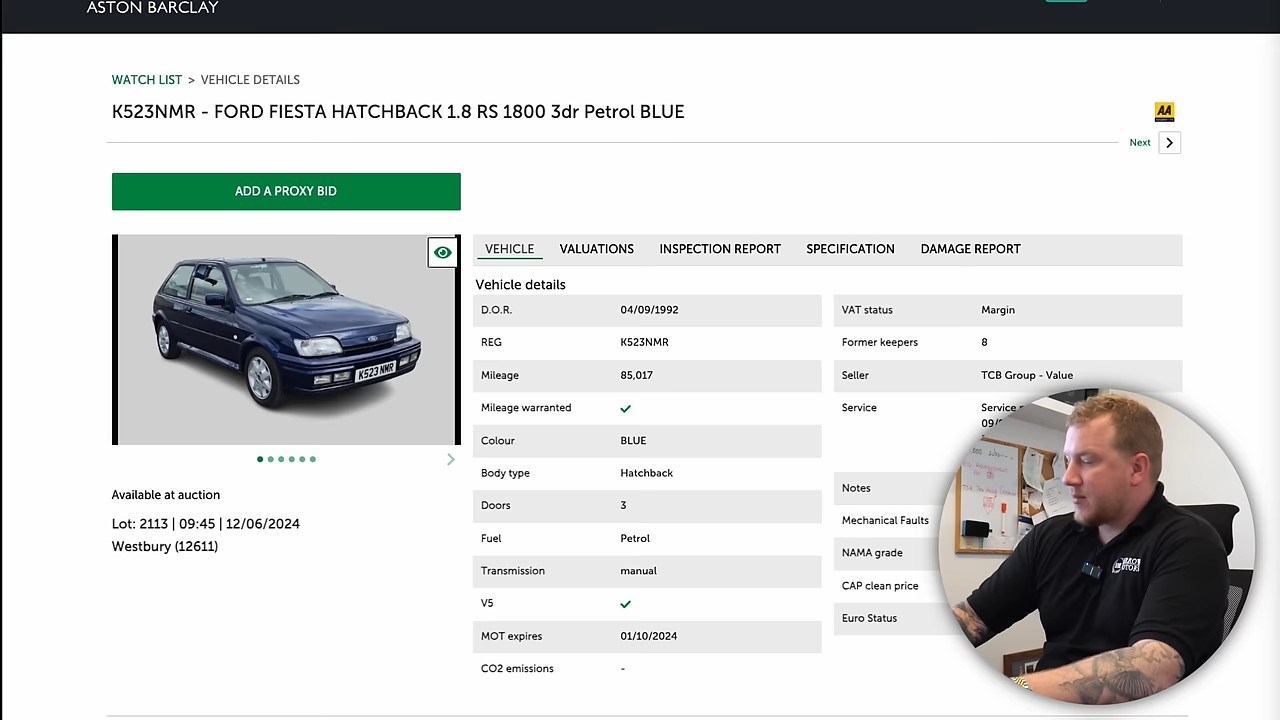 ASTON BARCLAY
WATCH LIST > VEHICLE DETAILS
K523NMR - FORD FIESTA HATCHBACK 1.8 RS 1800 3dr Petrol BLUE
AA
Next
ADD A PROXY BID
VEHICLE VALUATIONS INSPECTION REPORT SPECIFICATION DAMAGE REPORT
K523 NMR
Available at auction
Lot: 2113 | 09:45 | 12/06/2024
Westbury (12611)
Vehicle details
D.O.R. 04/09/1992
REG K523NMR
Mileage 85,017
Mileage warranted
Colour BLUE
Body type Hatchback
Doors 3
Fuel Petrol
Transmission manual
V5
MOT expires 01/10/2024
CO2 emissions -
VAT status Margin
Former keepers 8
Seller TCB Group - Value
Service Service
Notes
Mechanical Faults
NAMA grade
CAP clean price
Euro Status